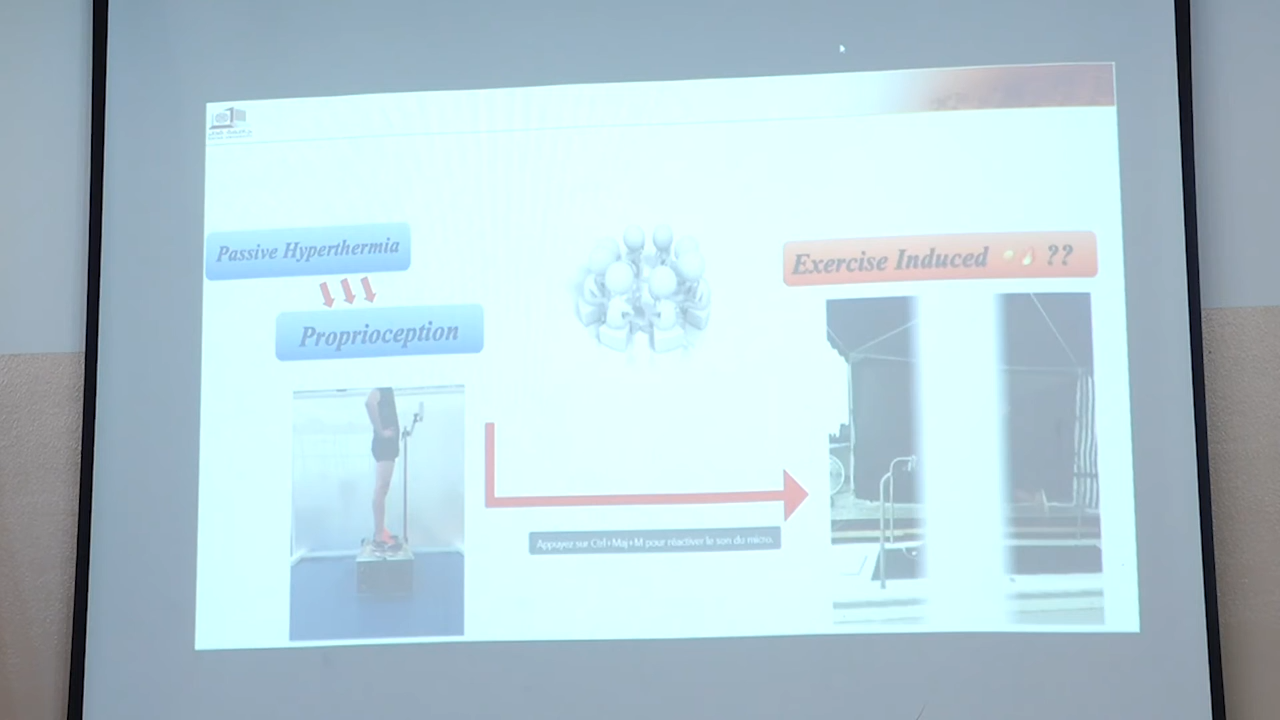 Passive Hyperthermia
Proprioception
Exercise Induced ??
Appuyez sur Ctrl+Maj+M pour réactiver le son du micro.